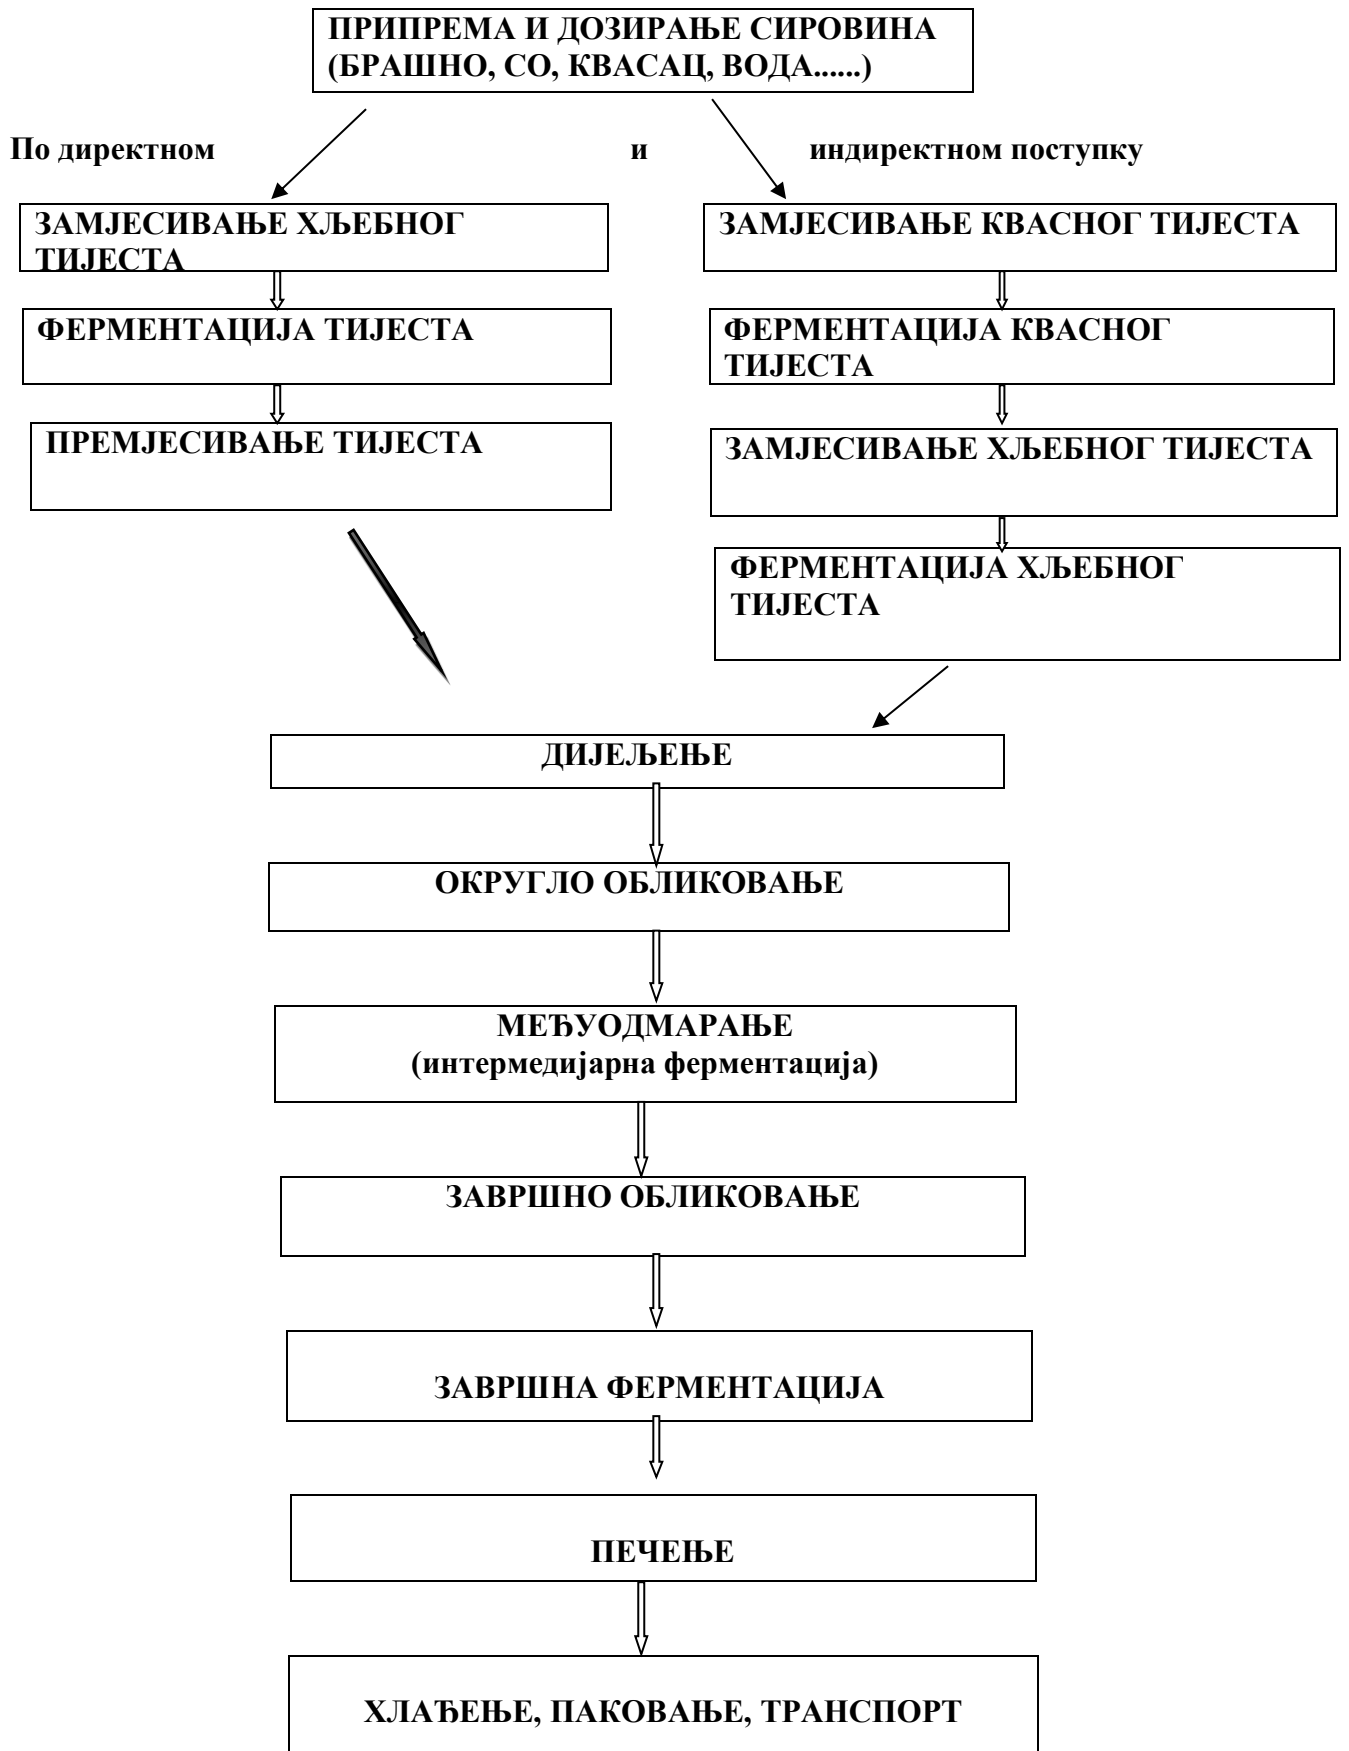 ПРИПРЕМА И ДОЗИРАЊЕ СИРОВИНА
(БРАШНО, СО, КВАСАЦ, ВОДА......)
По директном и индиректном поступку
ЗАМЈЕСИВАЊЕ ХЉЕБНОГ
ТИЈЕСТА
ФЕРМЕНТАЦИЈА ТИЈЕСТА
ПРЕМЈЕСИВАЊЕ ТИЈЕСТА
ЗАМЈЕСИВАЊЕ КВАСНОГ ТИЈЕСТА
ФЕРМЕНТАЦИЈА КВАСНОГ
ТИЈЕСТА
ЗАМЈЕСИВАЊЕ ХЉЕБНОГ ТИЈЕСТА
ФЕРМЕНТАЦИЈА ХЉЕБНОГ
ТИЈЕСТА
ДИЈЕЉЕЊЕ
ОКРУГЛО ОБЛИКОВАЊЕ
МЕЂУОДМАРАЊЕ
(интермедијарна ферментација)
ЗАВРШНО ОБЛИКОВАЊЕ
ЗАВРШНА ФЕРМЕНТАЦИЈА
ПЕЧЕЊЕ
ХЛАЂЕЊЕ, ПАКОВАЊЕ, ТРАНСПОРТ